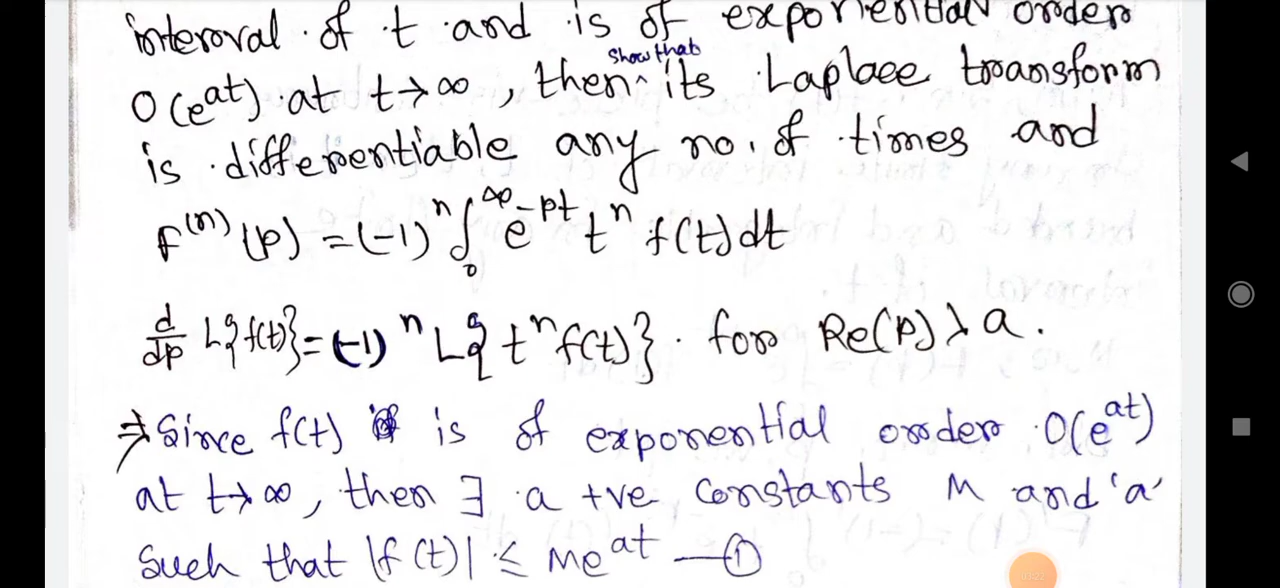 interval of t and is of exponential order
show that
O(e^at) at t→∞, then ^ its Laplace transform
is differentiable any no. of times and
F^(n)(p) = (-1)^n ∫_0^∞ e^-pt t^n f(t)dt
d/dp L{f(t)} = (-1)^n L{t^n f(t)}. for Re(p) > a.
⇒ Since f(t) is of exponential order O(e^at)
at t→∞, then ∃ a +ve constants M and 'a'
such that |f(t)| ≤ Me^at —①